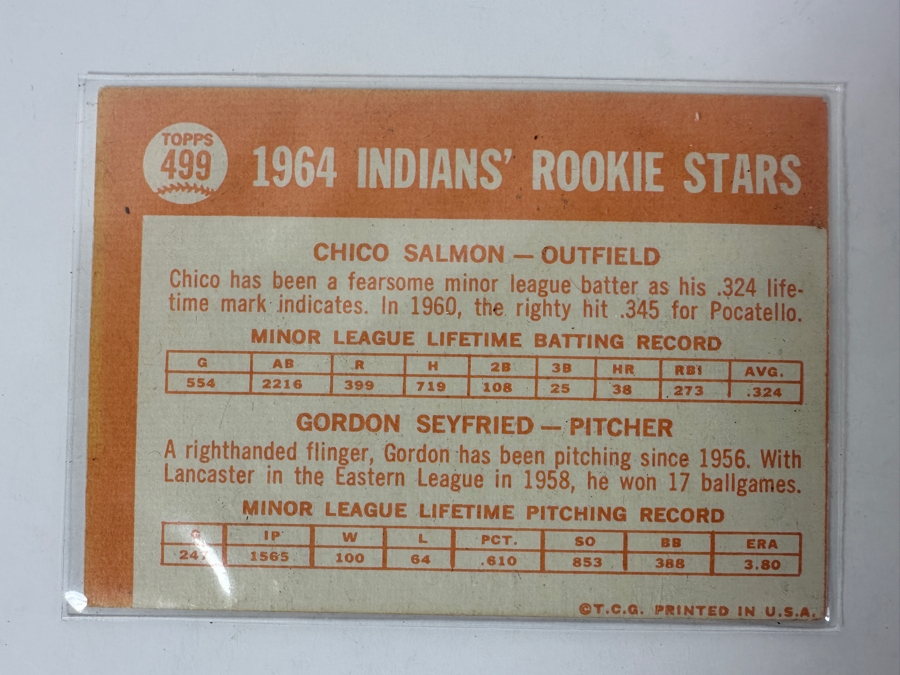 TOPPS
499
1964 INDIANS' ROOKIE STARS
CHICO SALMON — OUTFIELD
Chico has been a fearsome minor league batter as his .324 life-
time mark indicates. In 1960, the righty hit .345 for Pocatello.
MINOR LEAGUE LIFETIME BATTING RECORD
G AB R H 2B 3B HR RBI AVG.
554 2216 399 719 108 25 38 273 .324
GORDON SEYFRIED — PITCHER
A righthanded flinger, Gordon has been pitching since 1956. With
Lancaster in the Eastern League in 1958, he won 17 ballgames.
MINOR LEAGUE LIFETIME PITCHING RECORD
G IP W L PCT. SO BB ERA
247 1565 100 64 .610 853 388 3.80
©T.C.G. PRINTED IN U.S.A.